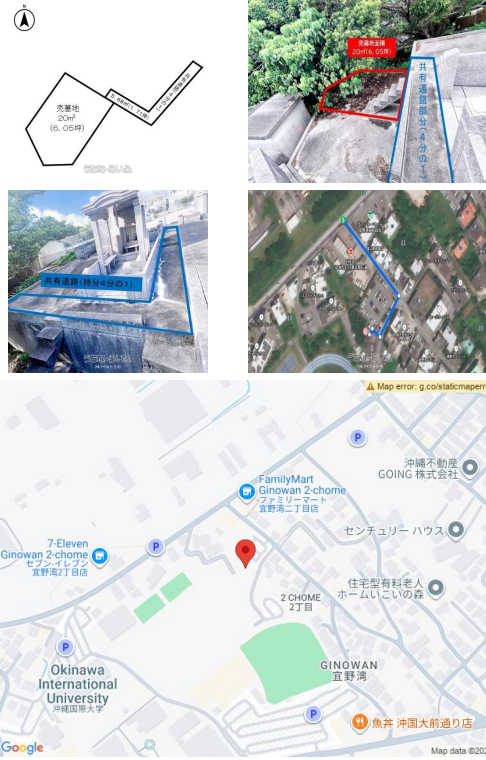 N
売墓地
20㎡
(6.05坪)
売墓地面積
20㎡(6.05坪)
共有通路部分(4分の1)
共有通路(持分4分の1)
Map error: g.co/staticmaperr
沖縄不動産
GOING 株式会社
FamilyMart
Ginowan 2-chome
ファミリーマート
宜野湾二丁目店
センチュリー ハウス
7-Eleven
Ginowan 2-chome
セブン-イレブン
宜野湾2丁目店
住宅型有料老人
ホームいこいの森
2 CHOME
2丁目
Okinawa
International
University
沖縄国際大学
GINOWAN
宜野湾
魚丼 沖国大前通り店
P
P
P
P
Google
Map data ©202